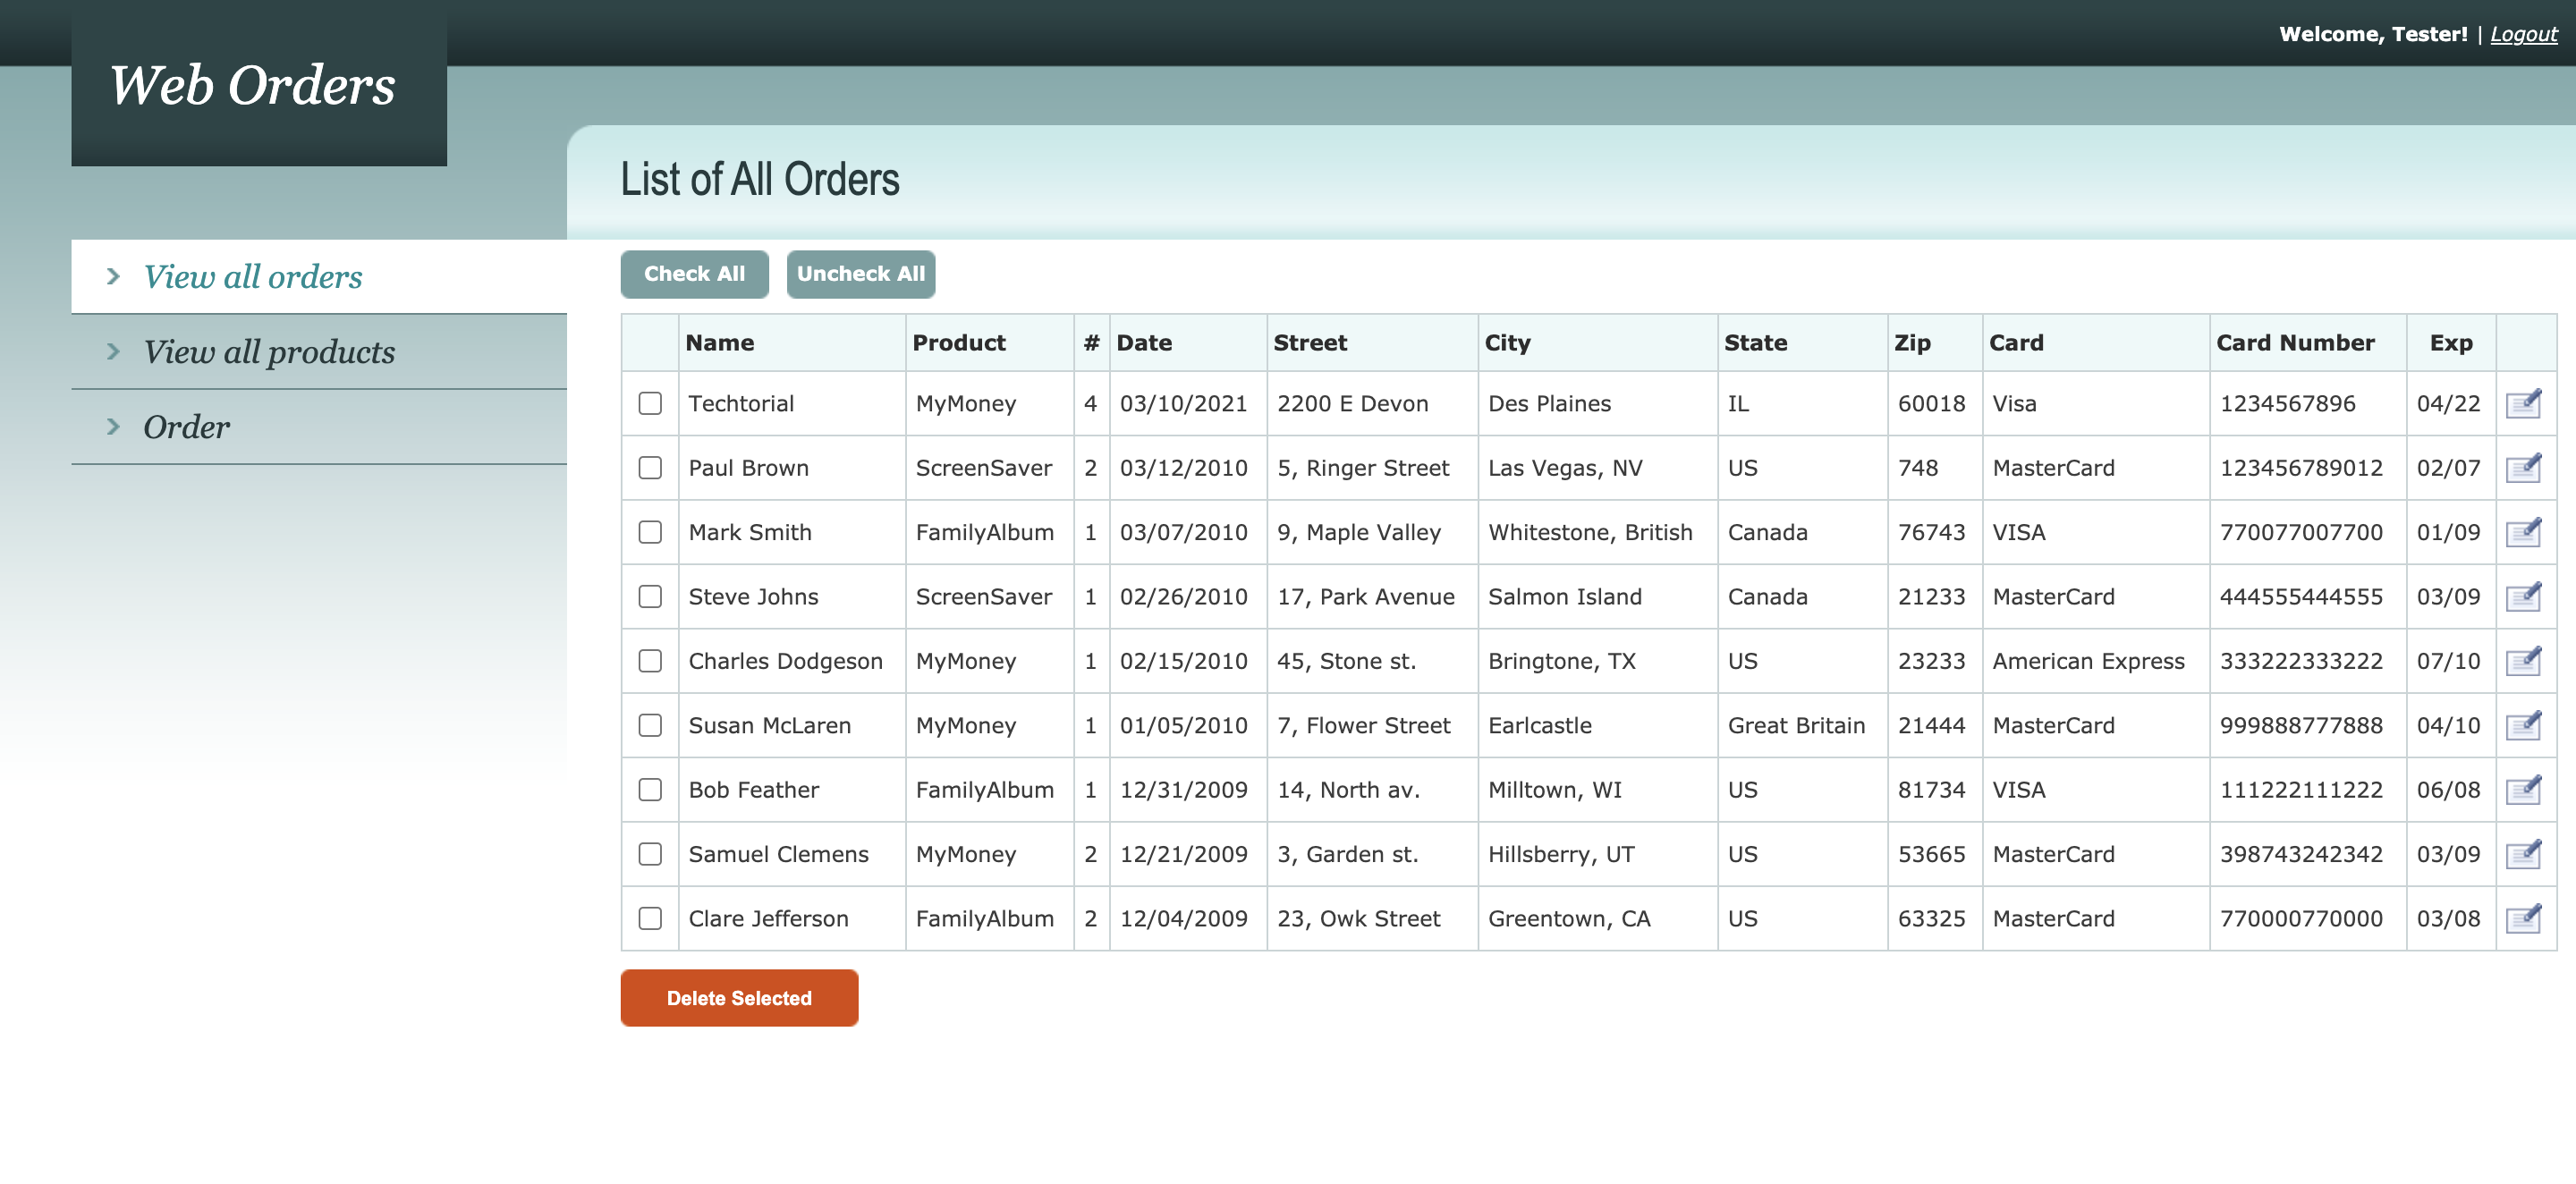 Welcome, Tester! | Logout
Web Orders
List of All Orders
View all orders
View all products
Order
Check All Uncheck All
Name Product # Date Street City State Zip Card Card Number Exp
Techtorial MyMoney 4 03/10/2021 2200 E Devon Des Plaines IL 60018 Visa 1234567896 04/22
Paul Brown ScreenSaver 2 03/12/2010 5, Ringer Street Las Vegas, NV US 748 MasterCard 123456789012 02/07
Mark Smith FamilyAlbum 1 03/07/2010 9, Maple Valley Whitestone, British Canada 76743 VISA 770077007700 01/09
Steve Johns ScreenSaver 1 02/26/2010 17, Park Avenue Salmon Island Canada 21233 MasterCard 444555444555 03/09
Charles Dodgeson MyMoney 1 02/15/2010 45, Stone st. Bringtone, TX US 23233 American Express 333222333222 07/10
Susan McLaren MyMoney 1 01/05/2010 7, Flower Street Earlcastle Great Britain 21444 MasterCard 999888777888 04/10
Bob Feather FamilyAlbum 1 12/31/2009 14, North av. Milltown, WI US 81734 VISA 111222111222 06/08
Samuel Clemens MyMoney 2 12/21/2009 3, Garden st. Hillsberry, UT US 53665 MasterCard 398743242342 03/09
Clare Jefferson FamilyAlbum 2 12/04/2009 23, Owk Street Greentown, CA US 63325 MasterCard 770000770000 03/08
Delete Selected